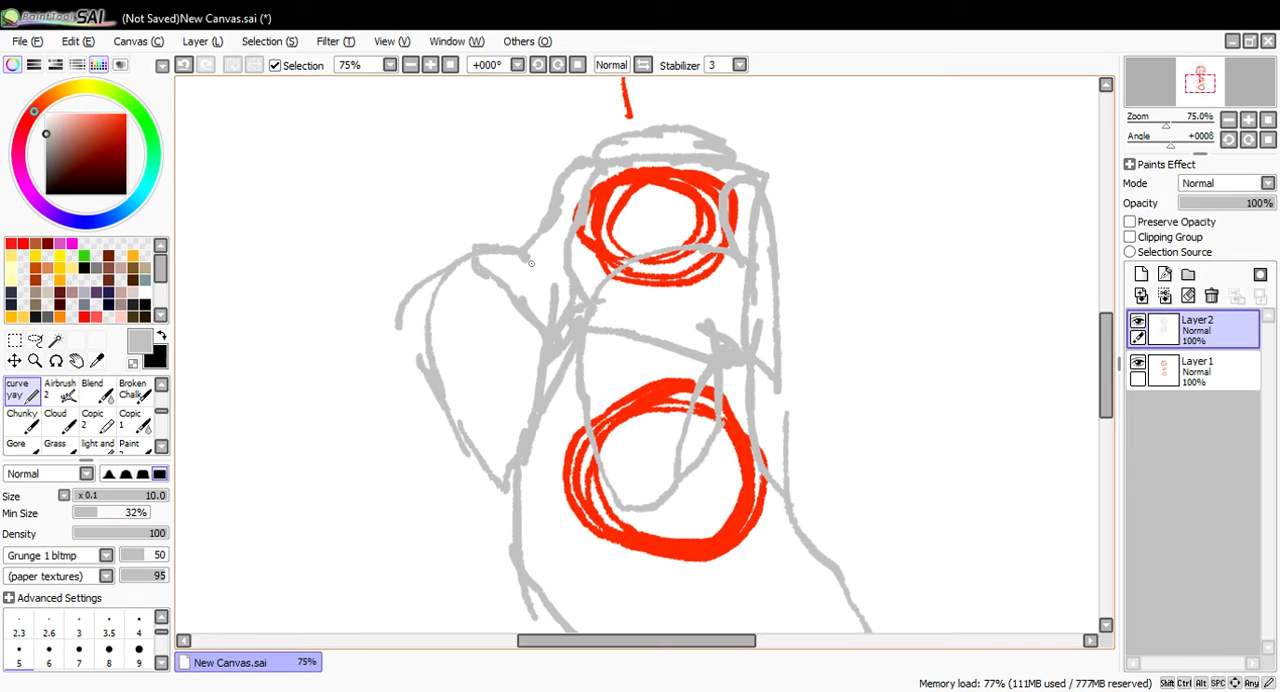 PaintTool SAI (Not Saved)New Canvas.sai (*)
File (F) Edit (E) Canvas (C) Layer (L) Selection (S) Filter (T) View (V) Window (W) Others (O)
Selection 75% +000° Normal Stabilizer 3
Zoom 75.0%
Angle +000§
Paints Effect
Mode Normal
Opacity 100%
Preserve Opacity
Clipping Group
Selection Source
Layer2
Normal
100%
Layer1
Normal
100%
curve yay Airbrush 2 Blend Broken Chalk
Chunky Cloud Copic 2 Copic 1
Gore Grass light and Paint
Normal
Size x 0.1 10.0
Min Size 32%
Density 100
Grunge 1 bltmp 50
(paper textures) 95
Advanced Settings
2.3 2.6 3 3.5 4
5 6 7 8 9
New Canvas.sai 75%
Memory load: 77% (111MB used / 777MB reserved) Shift Ctrl Alt SPC Any